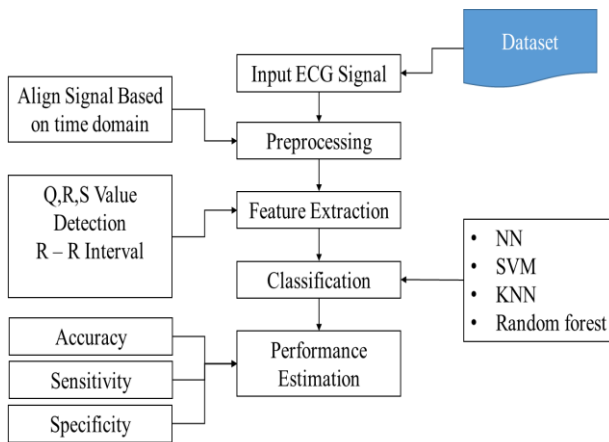 Dataset
Input ECG Signal
Align Signal Based
on time domain
Preprocessing
Q,R,S Value
Detection
R – R Interval
Feature Extraction
• NN
• SVM
• KNN
• Random forest
Classification
Accuracy
Sensitivity
Specificity
Performance
Estimation